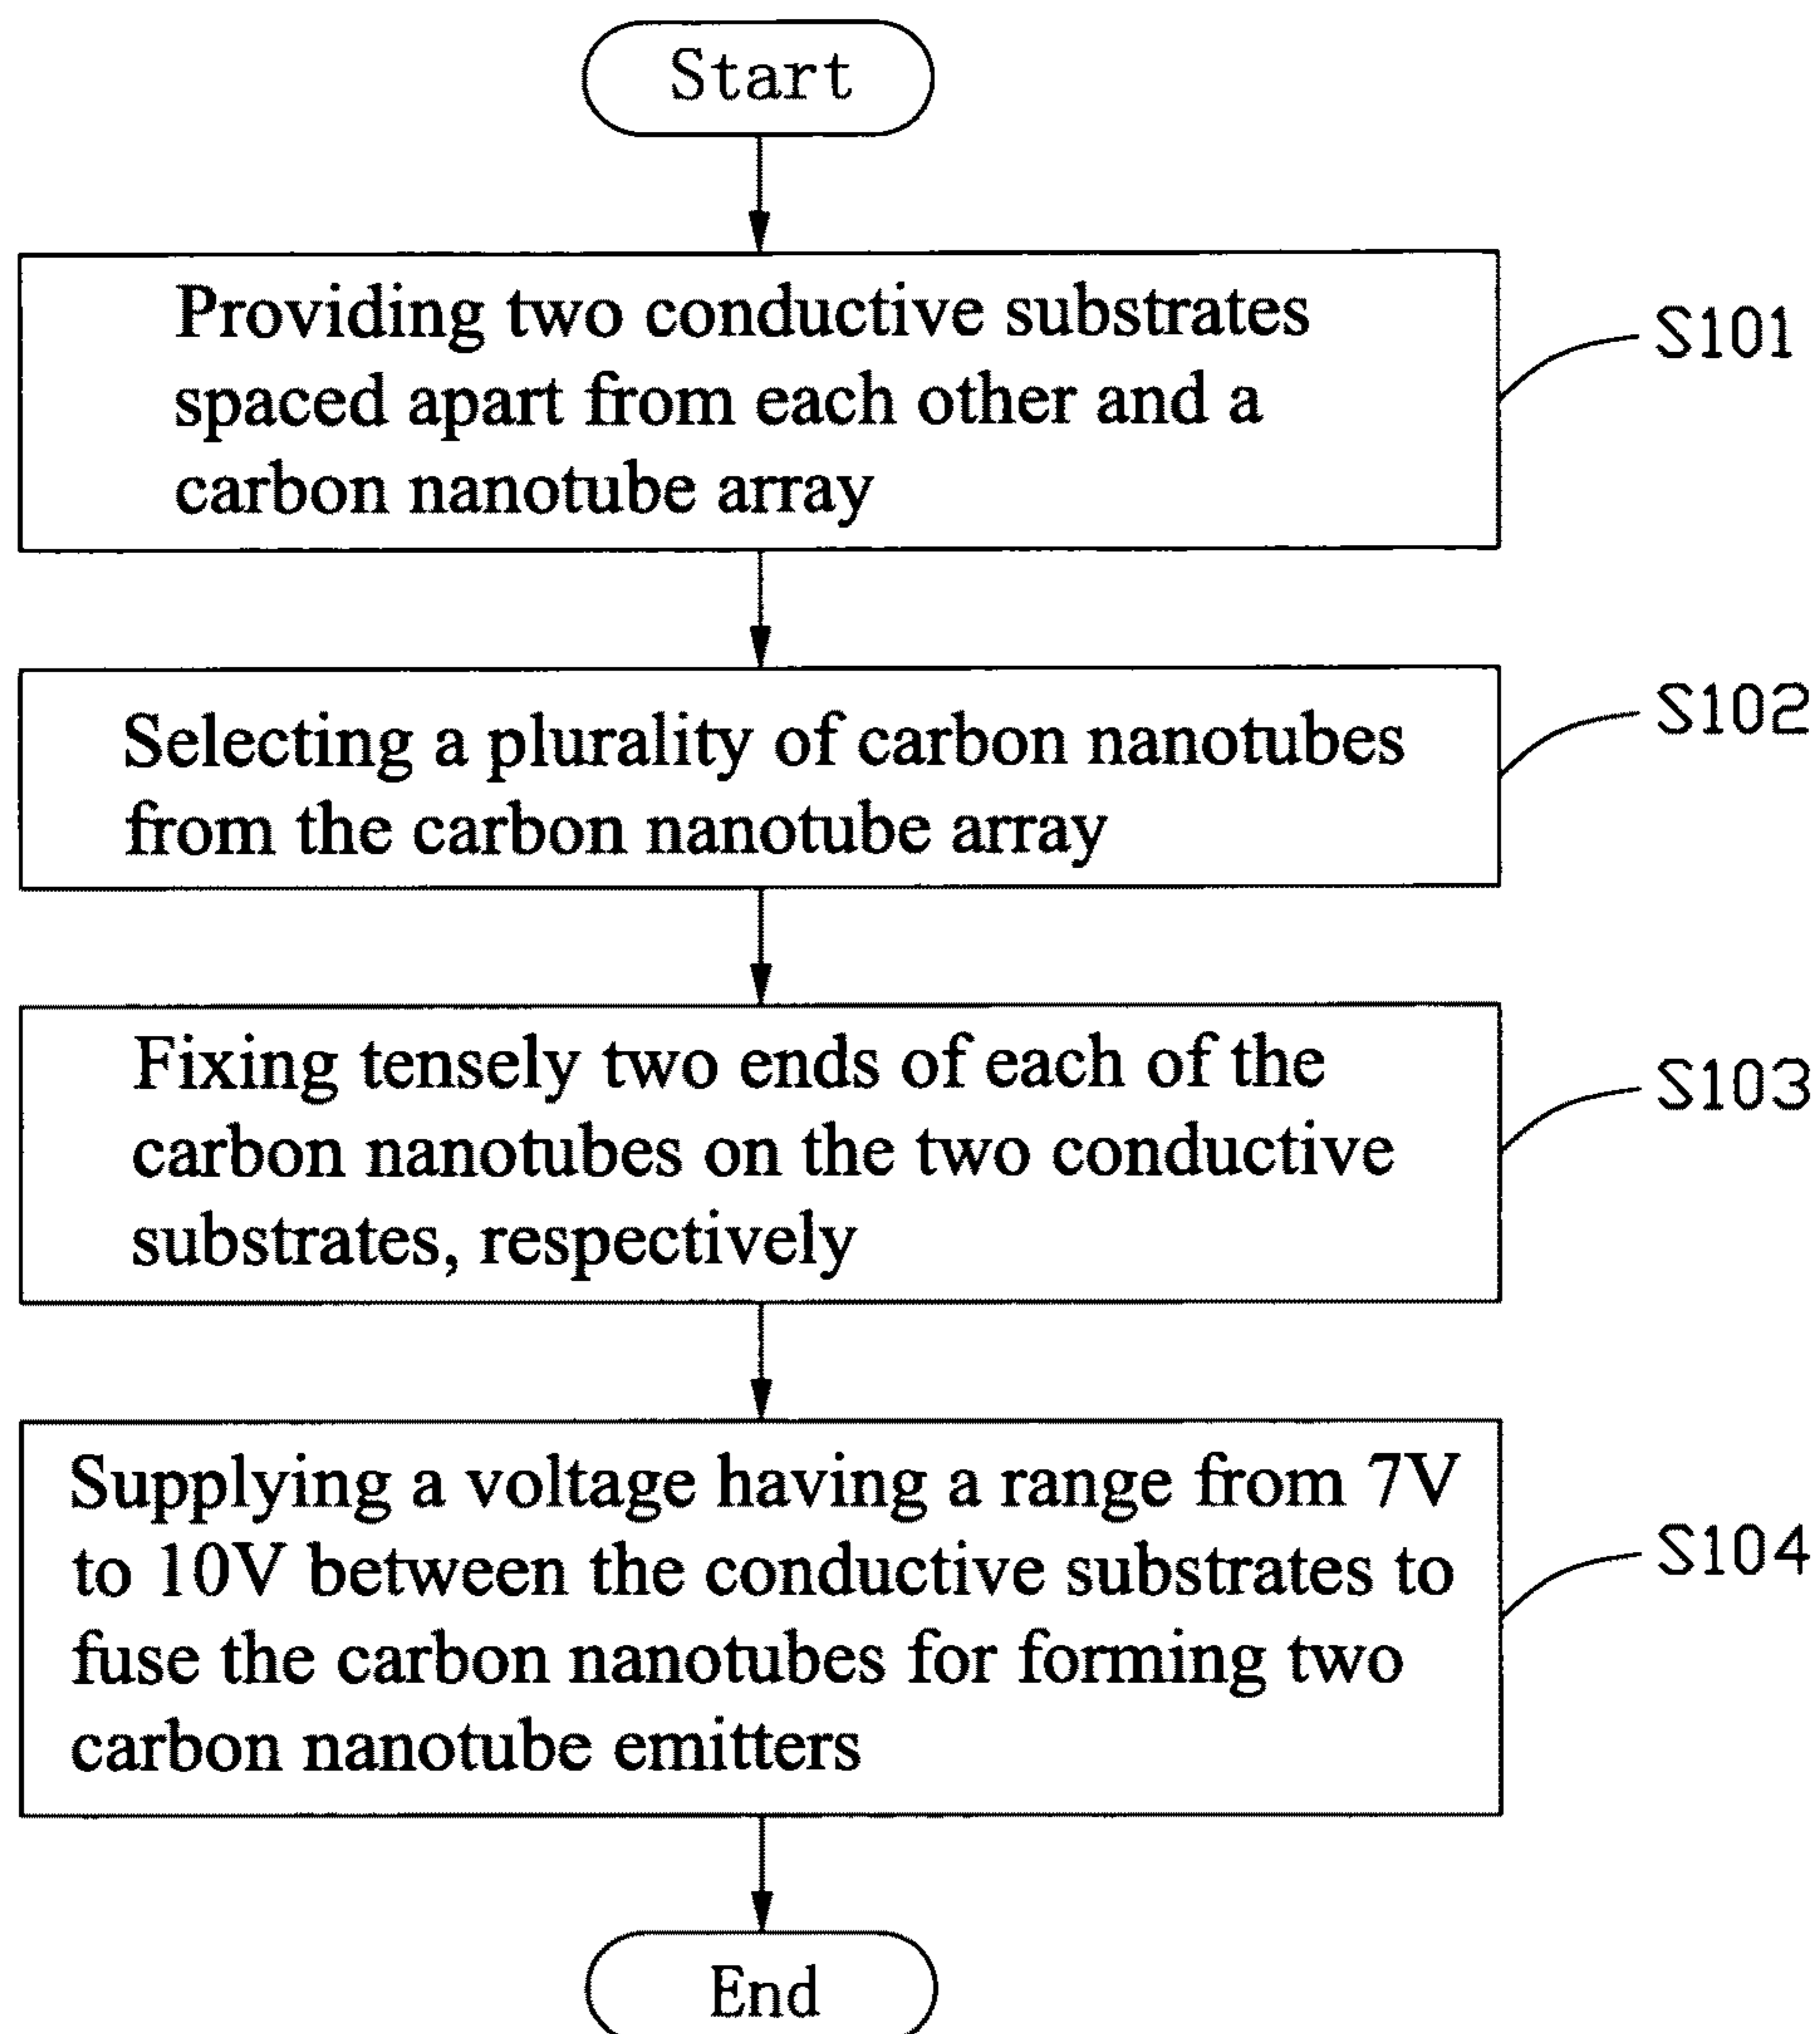 Start
Providing two conductive substrates
spaced apart from each other and a
carbon nanotube array
S101
Selecting a plurality of carbon nanotubes
from the carbon nanotube array
S102
Fixing tensely two ends of each of the
carbon nanotubes on the two conductive
substrates, respectively
S103
Supplying a voltage having a range from 7V
to 10V between the conductive substrates to
fuse the carbon nanotubes for forming two
carbon nanotube emitters
S104
End